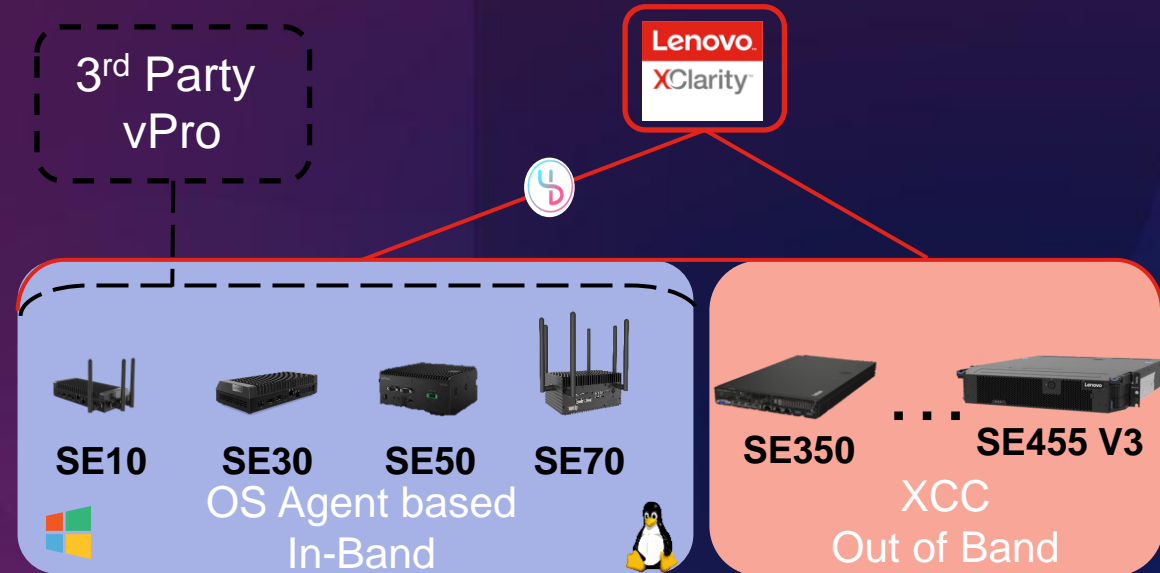 3rd Party
vPro
Lenovo
XClarity
SE10
SE30
SE50
SE70
OS Agent based
In-Band
SE350
...
SE455 V3
Lenovo
XCC
Out of Band